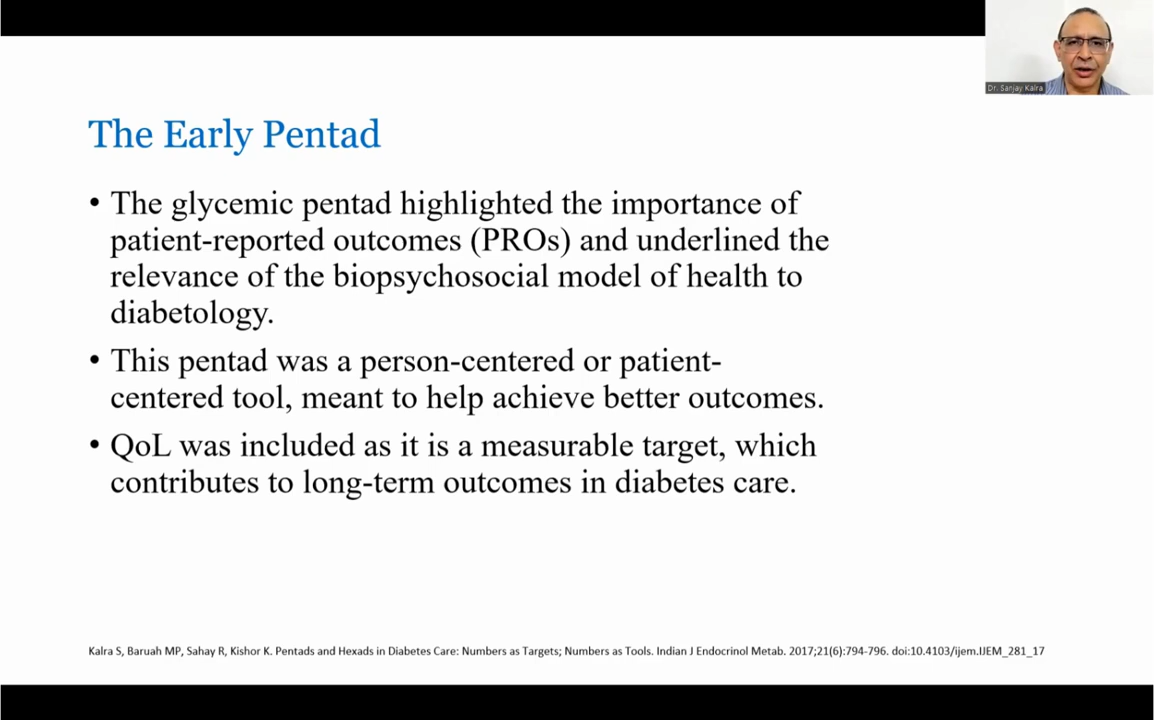 Dr. Sanjay Kalra
The Early Pentad
• The glycemic pentad highlighted the importance of
patient-reported outcomes (PROs) and underlined the
relevance of the biopsychosocial model of health to
diabetology.
• This pentad was a person-centered or patient-
centered tool, meant to help achieve better outcomes.
• QoL was included as it is a measurable target, which
contributes to long-term outcomes in diabetes care.
Kalra S, Baruah MP, Sahay R, Kishor K. Pentads and Hexads in Diabetes Care: Numbers as Targets; Numbers as Tools. Indian J Endocrinol Metab. 2017;21(6):794-796. doi:10.4103/ijem.IJEM_281_17